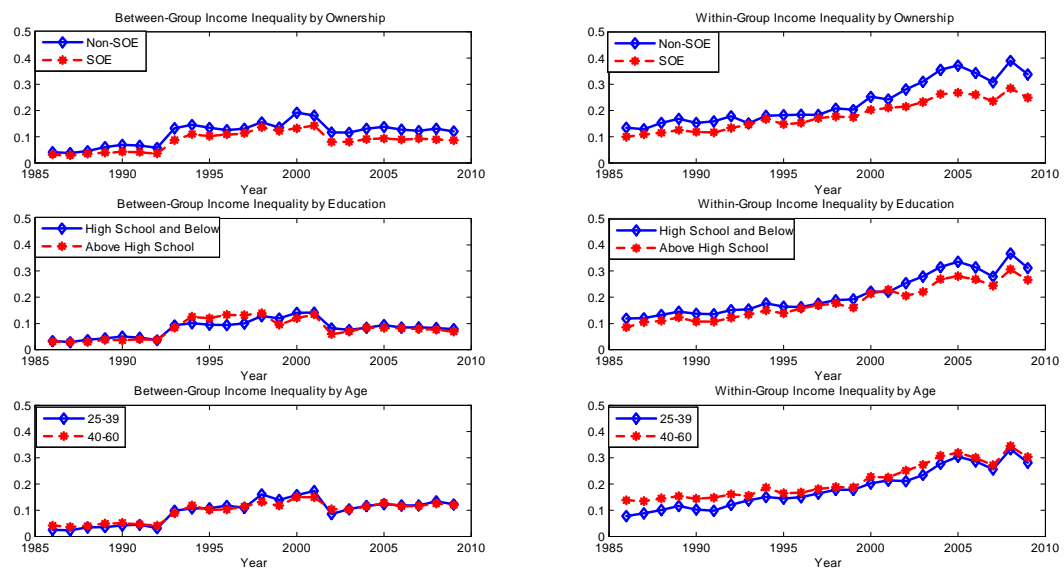 Between-Group Income Inequality by Ownership
0.5
0.4
0.3
0.2
0.1
0
Non-SOE
SOE
1985 1990 1995 2000 2005 2010
Year
Within-Group Income Inequality by Ownership
0.5
0.4
0.3
0.2
0.1
0
Non-SOE
SOE
1985 1990 1995 2000 2005 2010
Year
Between-Group Income Inequality by Education
0.5
0.4
0.3
0.2
0.1
0
High School and Below
Above High School
1985 1990 1995 2000 2005 2010
Year
Within-Group Income Inequality by Education
0.5
0.4
0.3
0.2
0.1
0
High School and Below
Above High School
1985 1990 1995 2000 2005 2010
Year
Between-Group Income Inequality by Age
0.5
0.4
0.3
0.2
0.1
0
25-39
40-60
1985 1990 1995 2000 2005 2010
Year
Within-Group Income Inequality by Age
0.5
0.4
0.3
0.2
0.1
0
25-39
40-60
1985 1990 1995 2000 2005 2010
Year